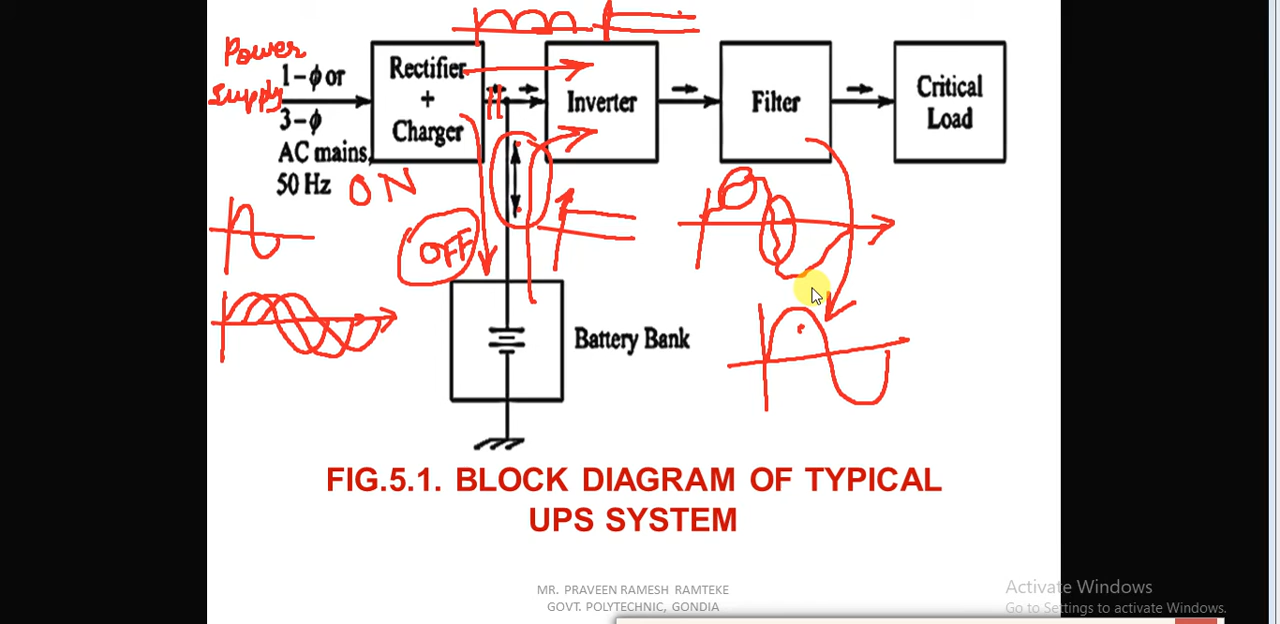 Power
supply
1-ϕ or
3-ϕ
AC mains,
50 Hz
ON
Rectifier
+
Charger
Inverter
Filter
Critical
Load
OFF
Battery Bank
FIG.5.1. BLOCK DIAGRAM OF TYPICAL
UPS SYSTEM
MR. PRAVEEN RAMESH RAMTEKE
GOVT. POLYTECHNIC, GONDIA
Activate Windows
Go to Settings to activate Windows.